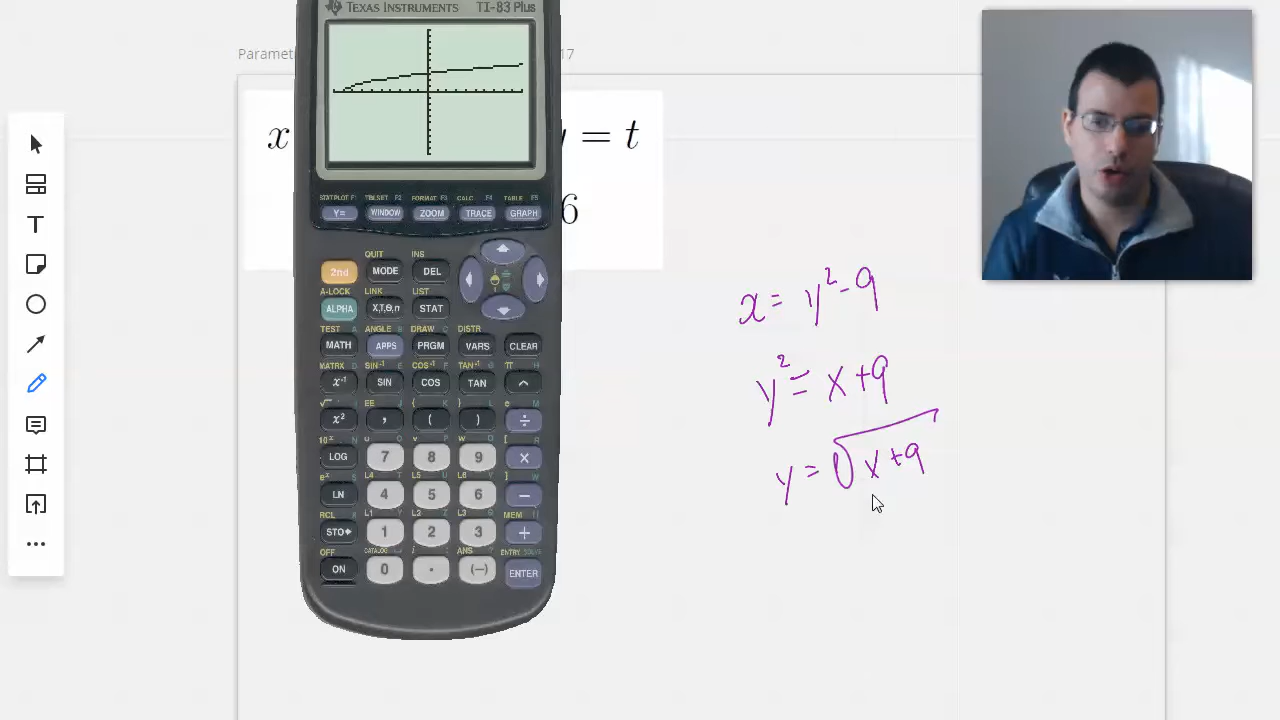 TEXAS INSTRUMENTS TI-83 Plus
Paramet 17
x y = t
6
STAT PLOT F1 TBLSET F2 FORMAT F3 CALC F4 TABLE F5
Y= WINDOW ZOOM TRACE GRAPH
QUIT INS
2nd MODE DEL
A-LOCK LINK LIST
ALPHA X,T,Θ,n STAT
TEST A ANGLE B DRAW C DISTR
MATH APPS PRGM VARS CLEAR
MATRX D SIN⁻¹ E COS⁻¹ F TAN⁻¹ G π H
x⁻¹ SIN COS TAN ^
√ I EE J { K } L e M
x² , ( ) ÷
10ˣ N u O v P w Q [ R
LOG 7 8 9 ×
eˣ S L4 T L5 U L6 V ] W
LN 4 5 6 −
RCL X L1 Y L2 Z L3 θ MEM "
STO▸ 1 2 3 +
OFF CATALOG i : ANS ? ENTRY SOLVE
ON 0 . (−) ENTER
x = y² - 9
y² = x + 9
y = √x + 9
T